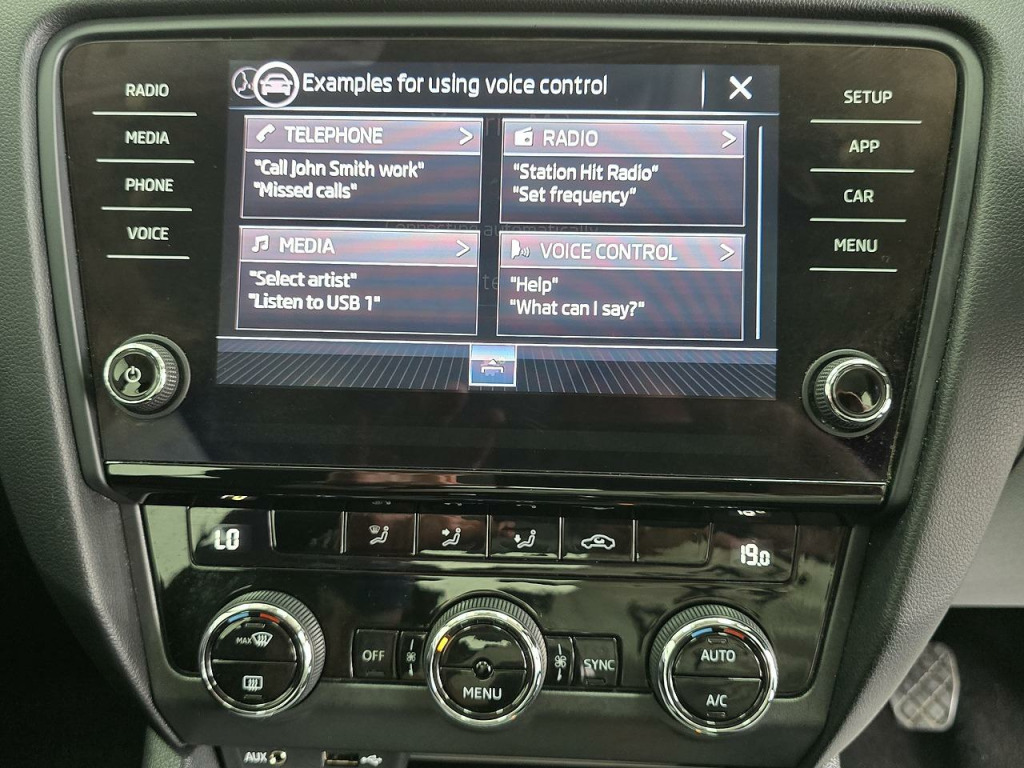 RADIO
MEDIA
PHONE
VOICE
Examples for using voice control
TELEPHONE
"Call John Smith work"
"Missed calls"
RADIO
"Station Hit Radio"
"Set frequency"
MEDIA
"Select artist"
"Listen to USB 1"
VOICE CONTROL
"Help"
"What can I say?"
Connecting automatically
SETUP
APP
CAR
MENU
LO
19.0
MAX
OFF
MENU
SYNC
AUTO
A/C
AUX